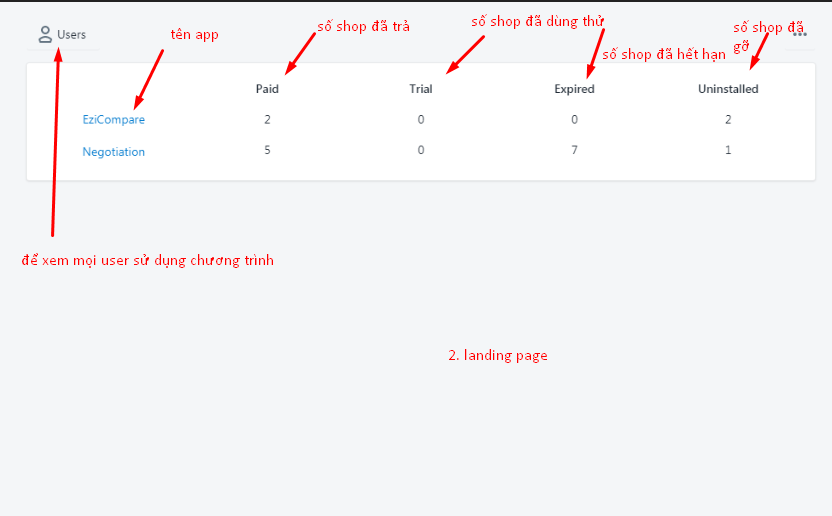 Users
tên app
số shop đã trả
số shop đã dùng thử
số shop đã hết hạn
số shop đã
gỡ
Paid Trial Expired Uninstalled
EziCompare 2 0 0 2
Negotiation 5 0 7 1
để xem mọi user sử dụng chương trình
2. landing page